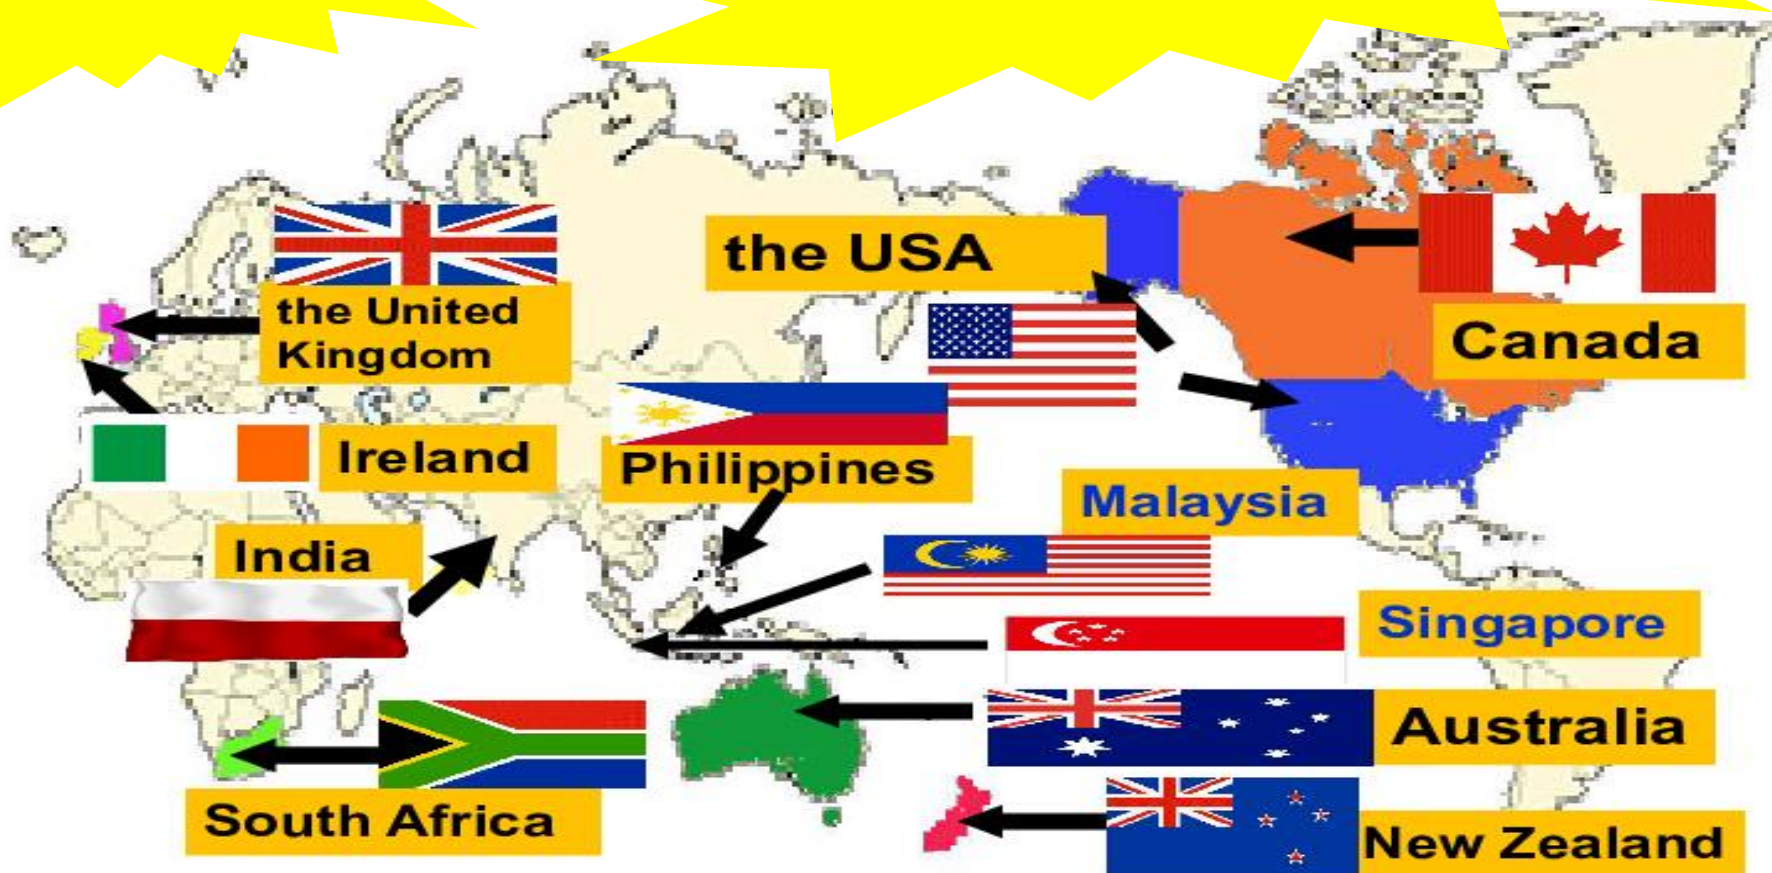 the USA
the United
Kingdom
Canada
Ireland
Philippines
Malaysia
India
Singapore
Australia
South Africa
New Zealand